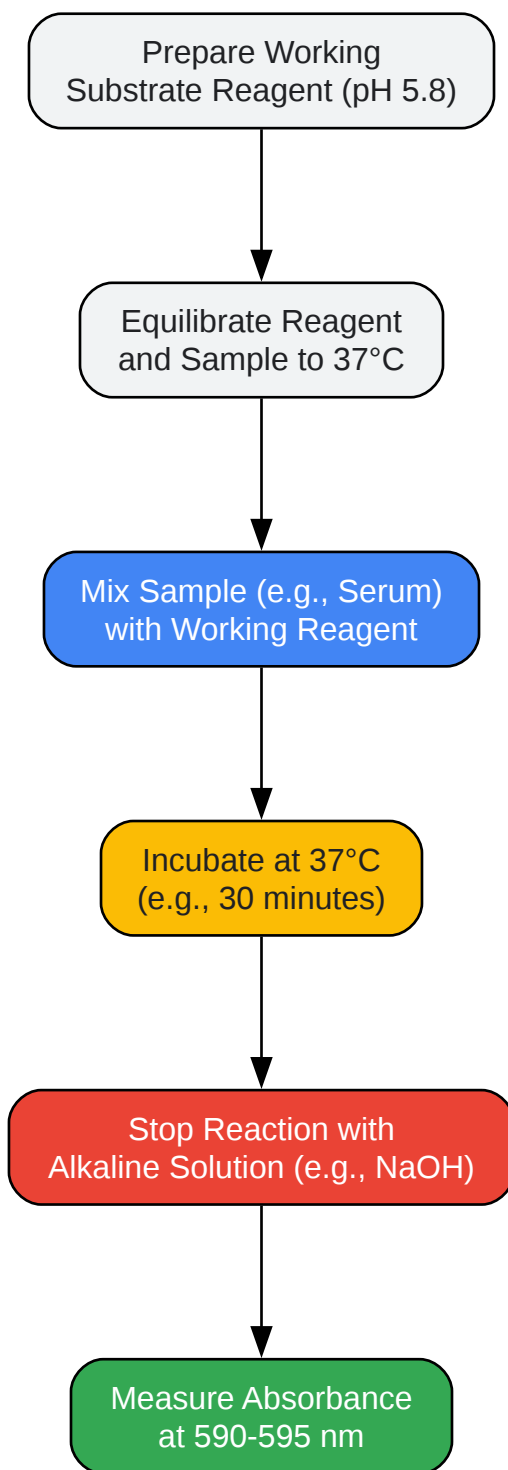 Prepare Working
Substrate Reagent (pH 5.8)
Equilibrate Reagent
and Sample to 37°C
Mix Sample (e.g., Serum)
with Working Reagent
Incubate at 37°C
(e.g., 30 minutes)
Stop Reaction with
Alkaline Solution (e.g., NaOH)
Measure Absorbance
at 590-595 nm